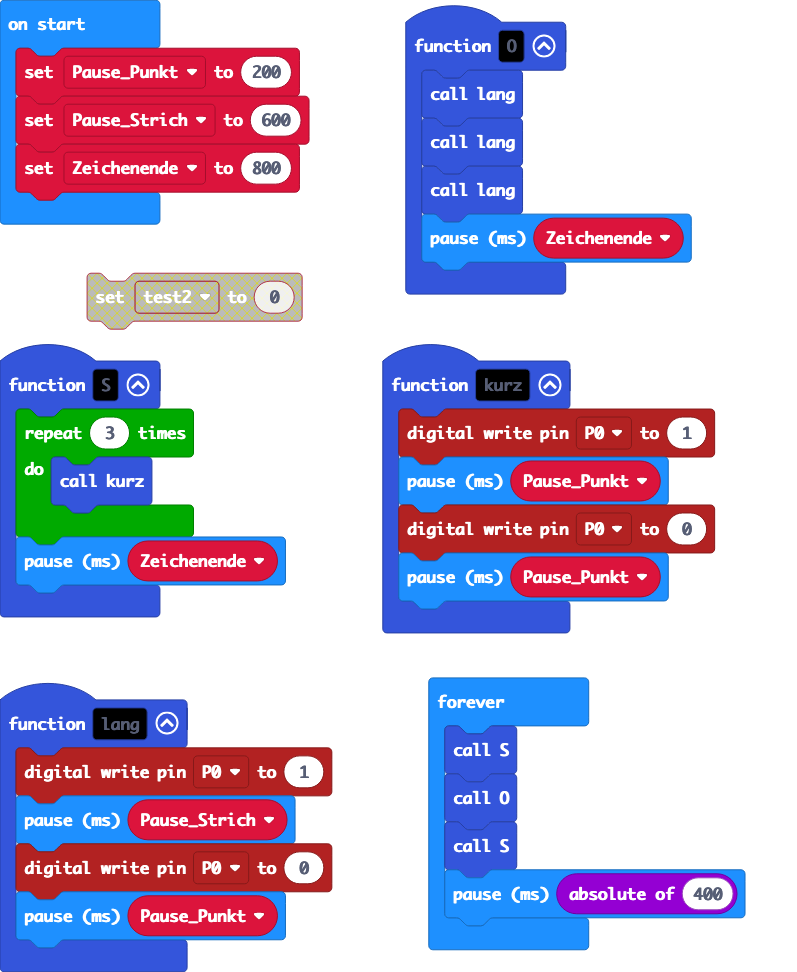 on start
set Pause_Punkt to 200
set Pause_Strich to 600
set Zeichenende to 800
function O
call lang
call lang
call lang
pause (ms) Zeichenende
set test2 to 0
function S
repeat 3 times
do call kurz
pause (ms) Zeichenende
function kurz
digital write pin P0 to 1
pause (ms) Pause_Punkt
digital write pin P0 to 0
pause (ms) Pause_Punkt
function lang
digital write pin P0 to 1
pause (ms) Pause_Strich
digital write pin P0 to 0
pause (ms) Pause_Punkt
forever
call S
call O
call S
pause (ms) absolute of 400